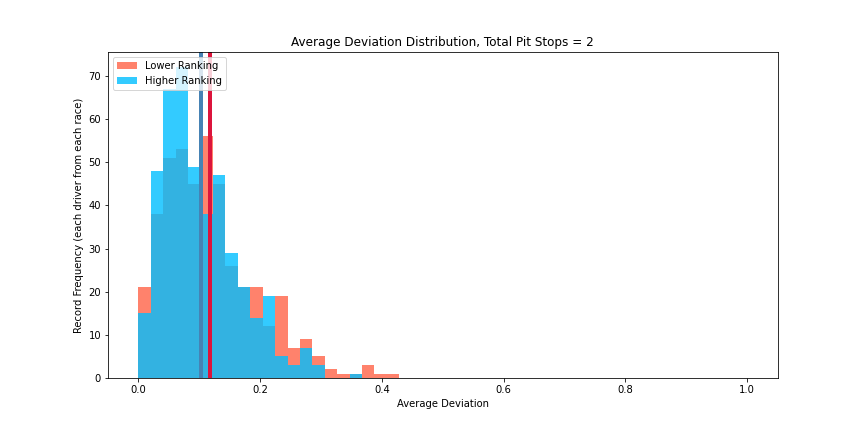 Average Deviation Distribution, Total Pit Stops = 2
Lower Ranking
Higher Ranking
Record Frequency (each driver from each race)
70
60
50
40
30
20
10
0
0.0 0.2 0.4 0.6 0.8 1.0
Average Deviation